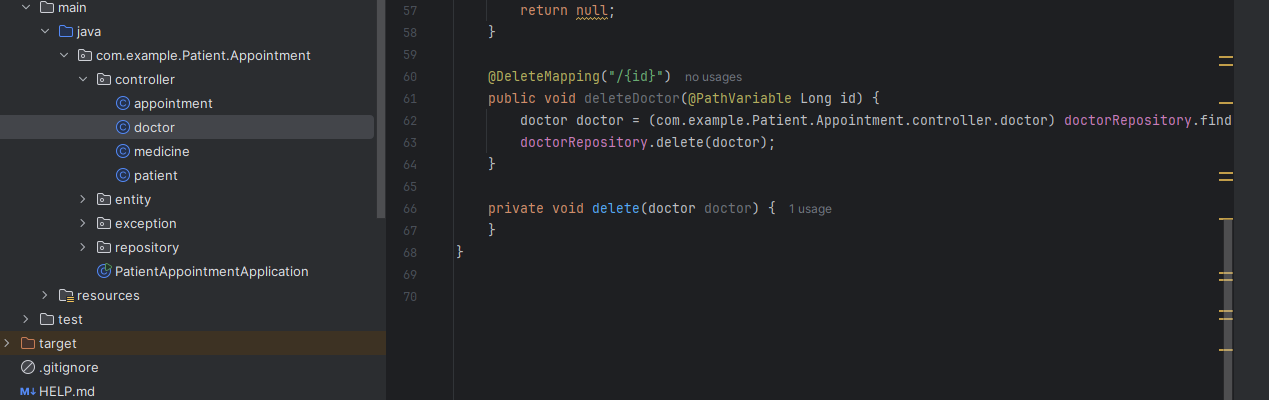 main
java
com.example.Patient.Appointment
controller
appointment
doctor
medicine
patient
entity
exception
repository
PatientAppointmentApplication
resources
test
target
.gitignore
M↓ HELP.md
57 return null;
58 }
59
60 @DeleteMapping("/{id}") no usages
61 public void deleteDoctor(@PathVariable Long id) {
62 doctor doctor = (com.example.Patient.Appointment.controller.doctor) doctorRepository.find
63 doctorRepository.delete(doctor);
64 }
65
66 private void delete(doctor doctor) { 1 usage
67 }
68 }
69
70